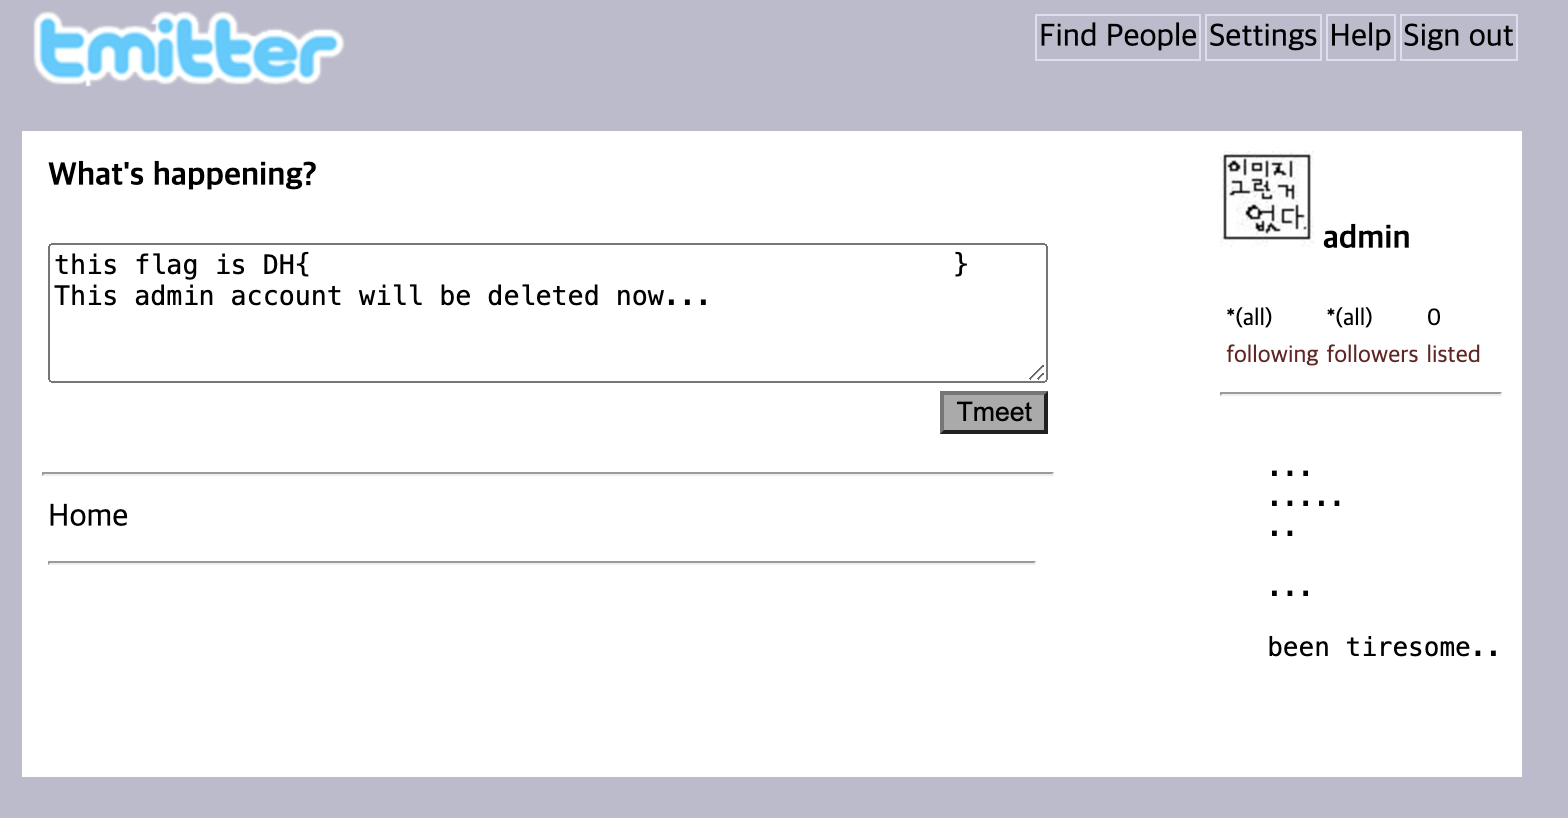 tmitter
Find People Settings Help Sign out
What's happening?
이미지
그런거
없다.
admin
this flag is DH{ }
This admin account will be deleted now...
*(all) *(all) 0
following followers listed
Tmeet
Home
...
.....
..
...
been tiresome..